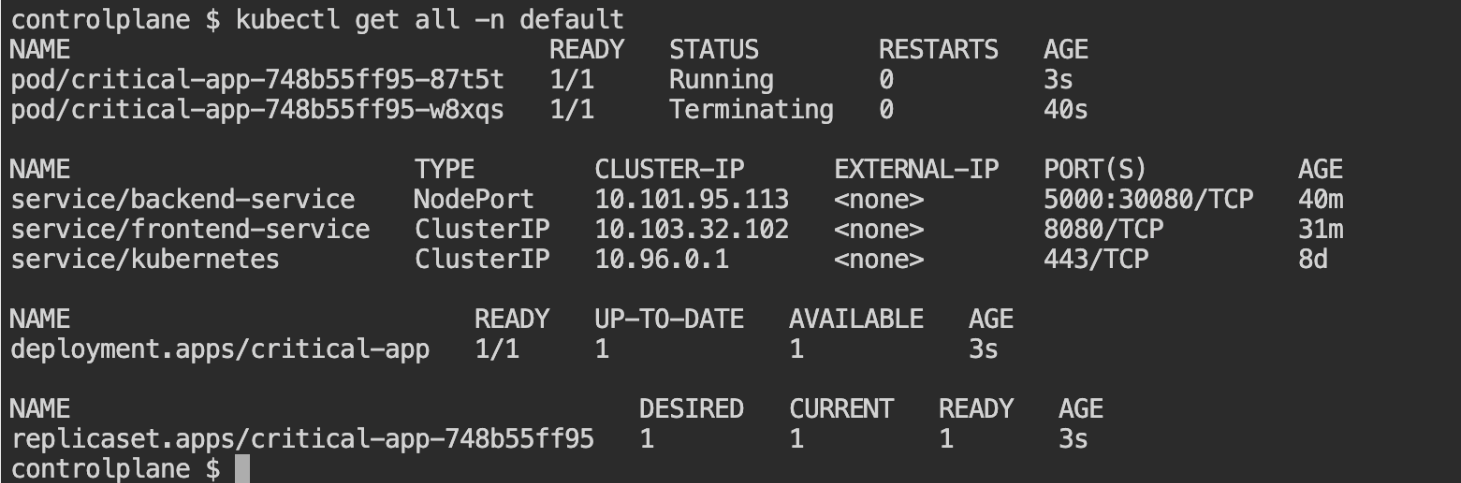 controlplane $ kubectl get all -n default
NAME READY STATUS RESTARTS AGE
pod/critical-app-748b55ff95-87t5t 1/1 Running 0 3s
pod/critical-app-748b55ff95-w8xqs 1/1 Terminating 0 40s
NAME TYPE CLUSTER-IP EXTERNAL-IP PORT(S) AGE
service/backend-service NodePort 10.101.95.113 <none> 5000:30080/TCP 40m
service/frontend-service ClusterIP 10.103.32.102 <none> 8080/TCP 31m
service/kubernetes ClusterIP 10.96.0.1 <none> 443/TCP 8d
NAME READY UP-TO-DATE AVAILABLE AGE
deployment.apps/critical-app 1/1 1 1 3s
NAME DESIRED CURRENT READY AGE
replicaset.apps/critical-app-748b55ff95 1 1 1 3s
controlplane $